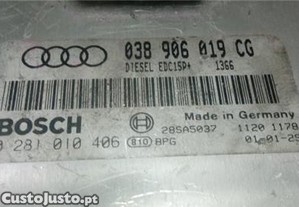 038 906 019 CG
DIESEL EDC15P+ 1366
BOSCH
Made in Germany
0 281 010 406
810
BPG
28SA5037
1120 1178
01-01-25
CustoJusto.pt